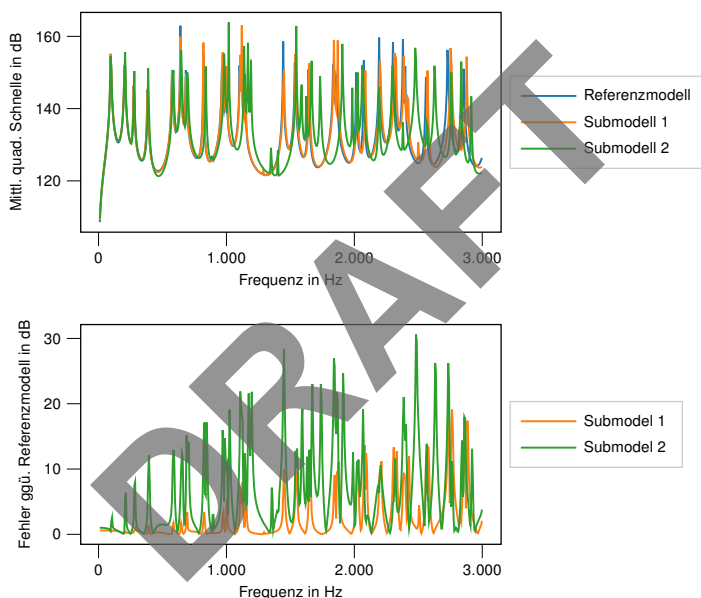 160
140
120
Mittl. quad. Schnelle in dB
0
1.000
2.000
3.000
Frequenz in Hz
Referenzmodell
Submodell 1
Submodell 2
30
20
10
0
Fehler ggü. Referenzmodell in dB
0
1.000
2.000
3.000
Frequenz in Hz
Submodel 1
Submodel 2
DRAFT